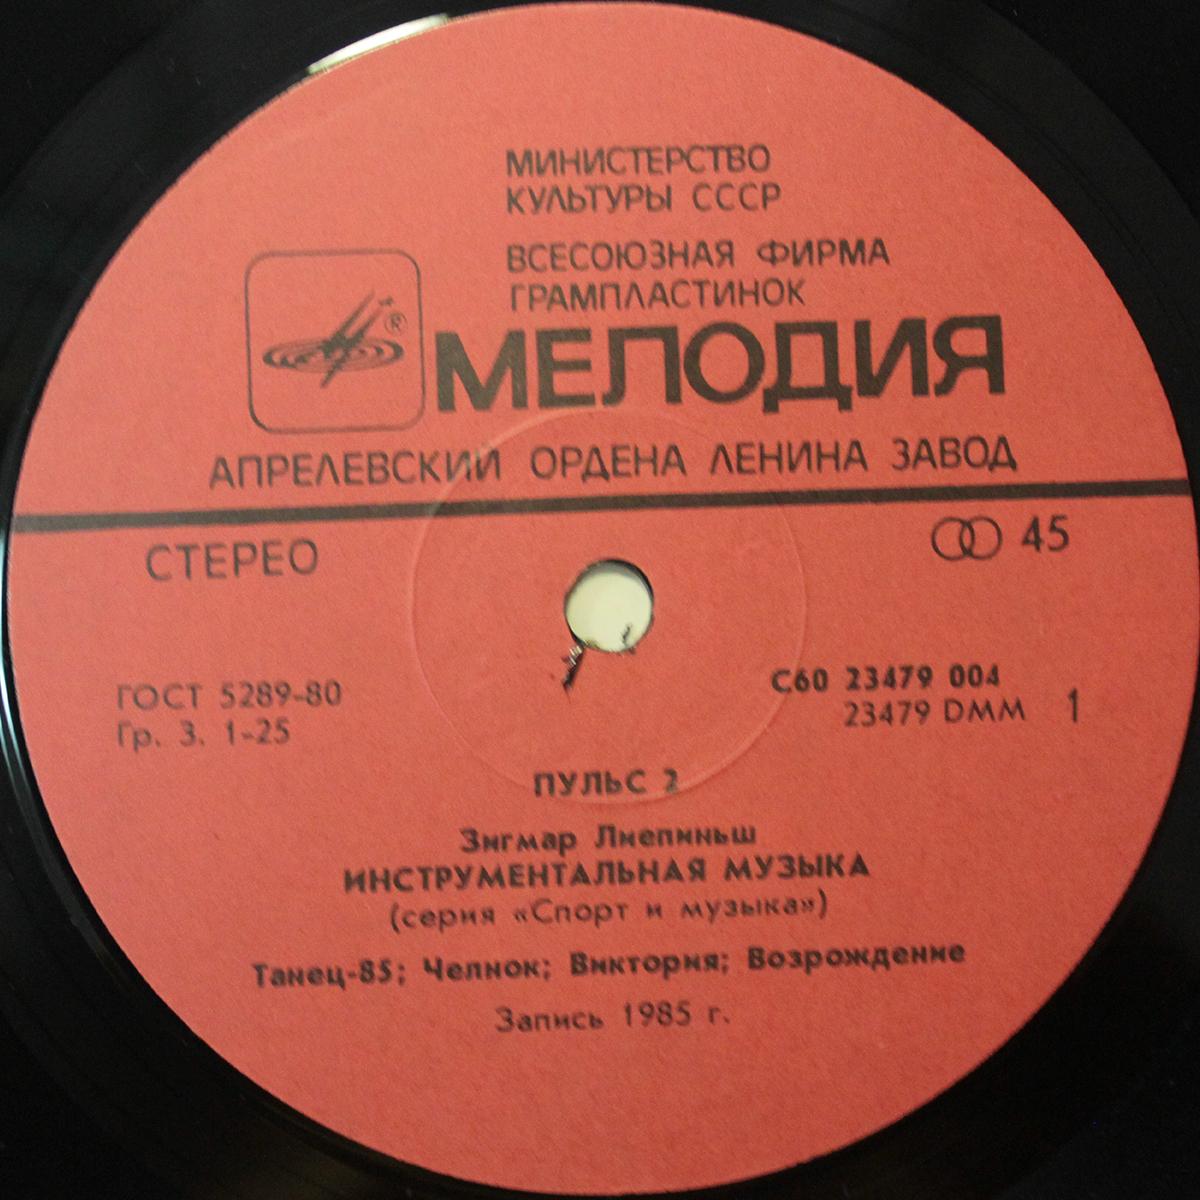 МИНИСТЕРСТВО
КУЛЬТУРЫ СССР
ВСЕСОЮЗНАЯ ФИРМА
ГРАМПЛАСТИНОК
®
МЕЛОДИЯ
АПРЕЛЕВСКИЙ ОРДЕНА ЛЕНИНА ЗАВОД
СТЕРЕО
45
ГОСТ 5289-80
Гр. 3. 1-25
С60 23479 004
23479 DMM 1
ПУЛЬС 2
Зигмар Лиепиньш
ИНСТРУМЕНТАЛЬНАЯ МУЗЫКА
(серия «Спорт и музыка»)
Танец-85; Челнок; Виктория; Возрождение
Запись 1985 г.